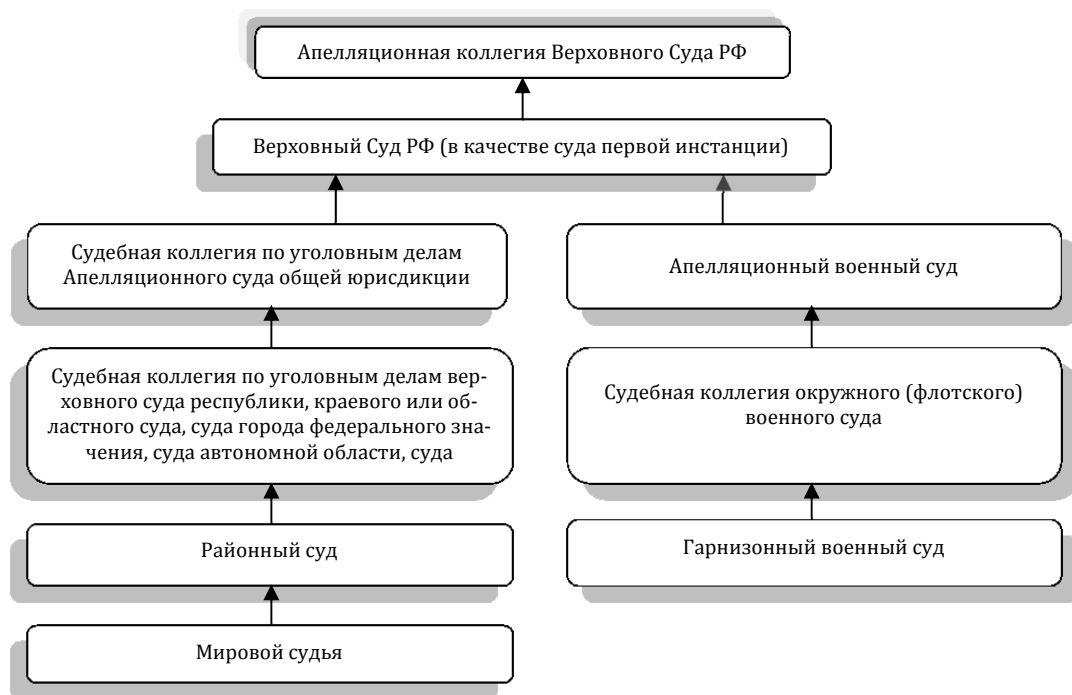 Апелляционная коллегия Верховного Суда РФ
Верховный Суд РФ (в качестве суда первой инстанции)
Судебная коллегия по уголовным делам
Апелляционного суда общей юрисдикции
Апелляционный военный суд
Судебная коллегия по уголовным делам вер-
ховного суда республики, краевого или об-
ластного суда, суда города федерального зна-
чения, суда автономной области, суда
Судебная коллегия окружного (флотского)
военного суда
Районный суд
Гарнизонный военный суд
Мировой судья